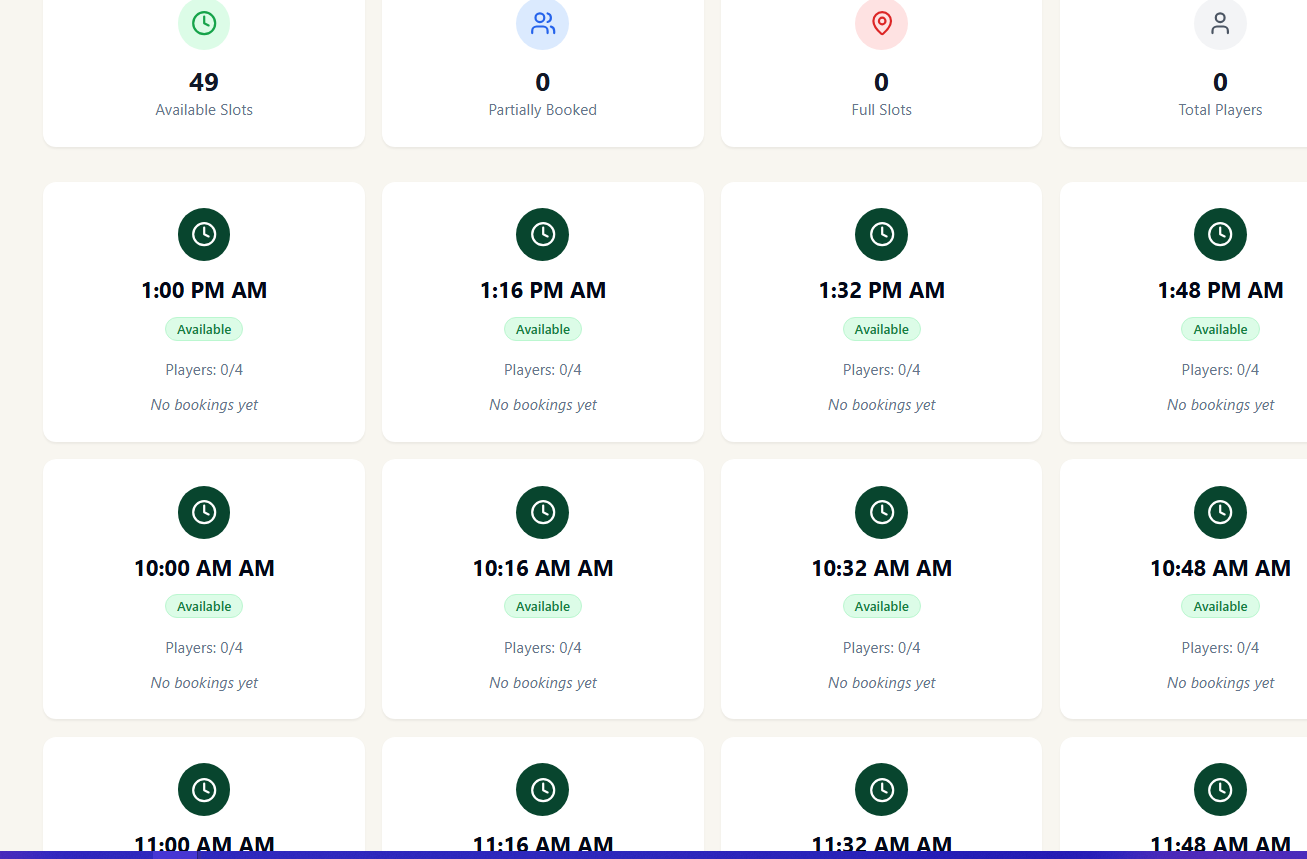 49 0 0 0
Available Slots Partially Booked Full Slots Total Players
1:00 PM AM 1:16 PM AM 1:32 PM AM 1:48 PM AM
Available Available Available Available
Players: 0/4 Players: 0/4 Players: 0/4 Players: 0/4
No bookings yet No bookings yet No bookings yet No bookings yet
10:00 AM AM 10:16 AM AM 10:32 AM AM 10:48 AM AM
Available Available Available Available
Players: 0/4 Players: 0/4 Players: 0/4 Players: 0/4
No bookings yet No bookings yet No bookings yet No bookings yet
11:00 AM AM 11:16 AM AM 11:32 AM AM 11:48 AM AM